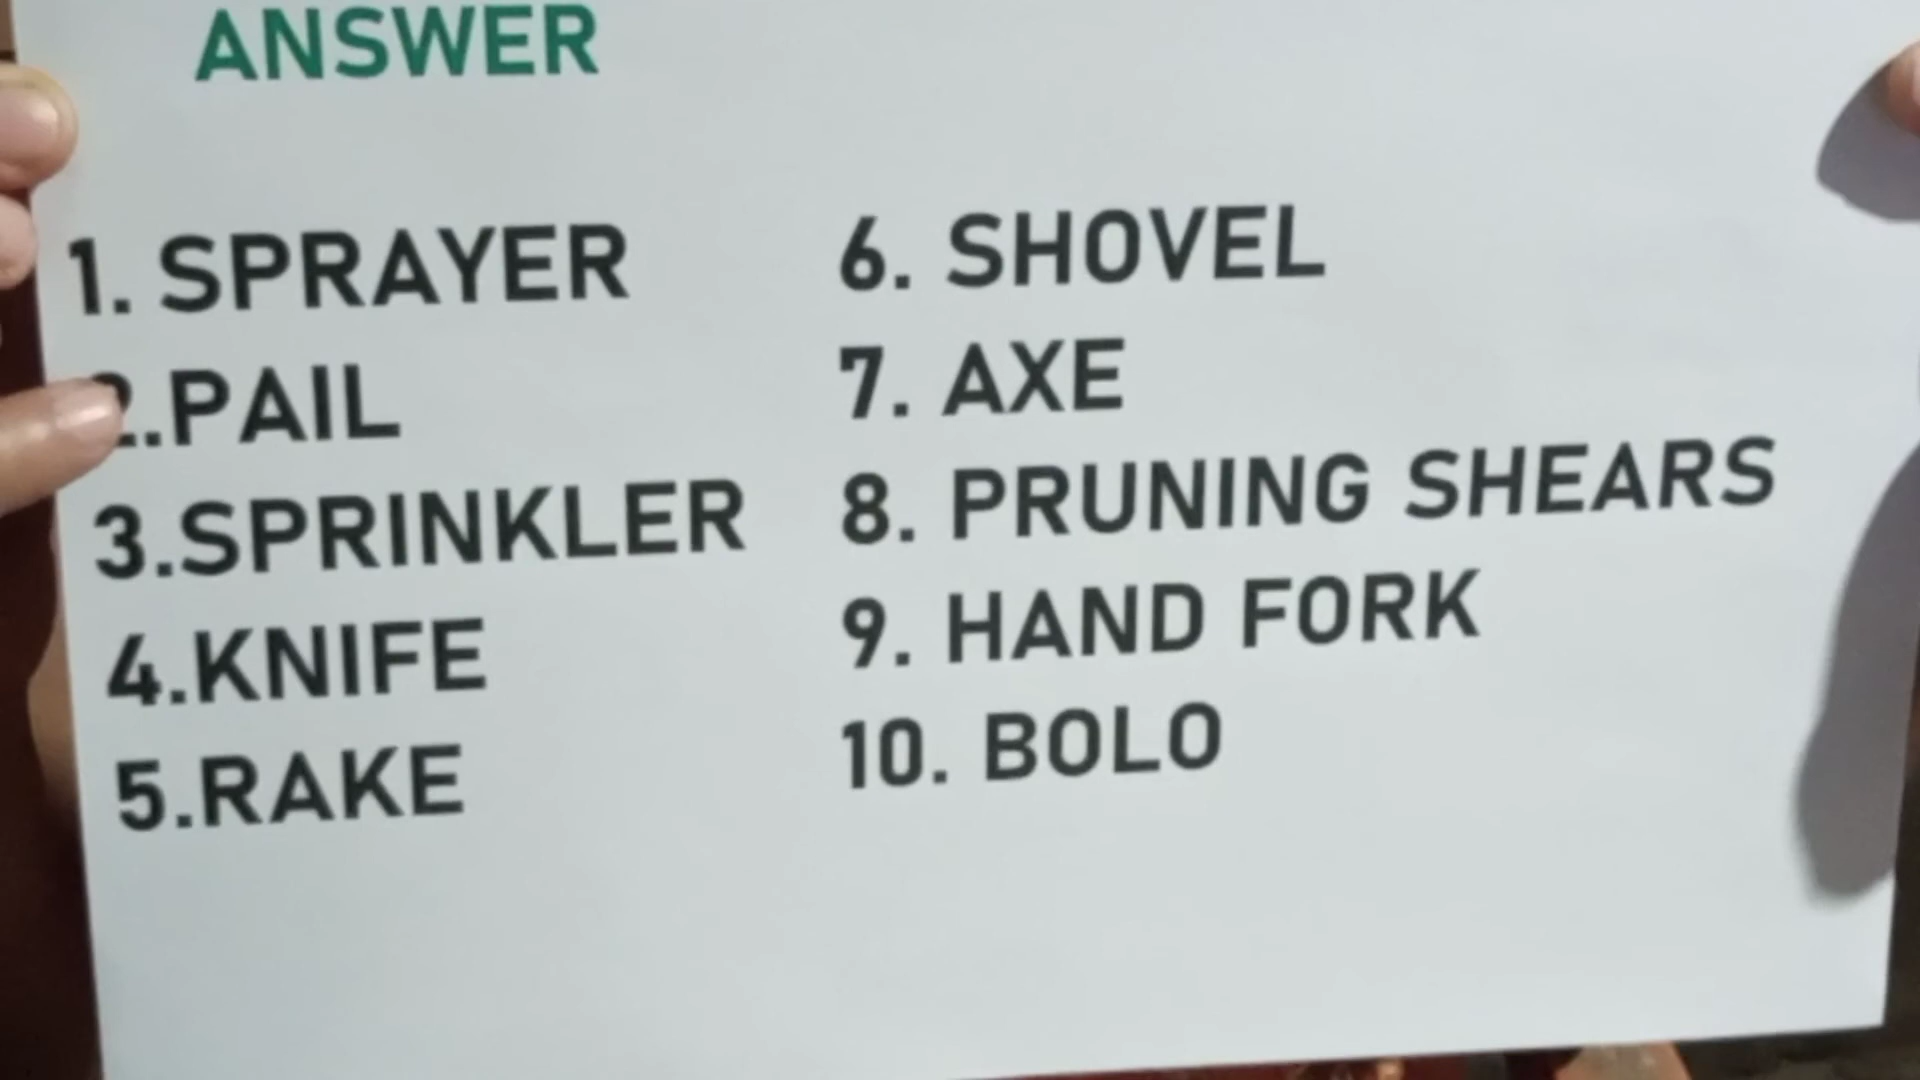 ANSWER
1. SPRAYER
2.PAIL
3.SPRINKLER
4.KNIFE
5.RAKE
6. SHOVEL
7. AXE
8. PRUNING SHEARS
9. HAND FORK
10. BOLO